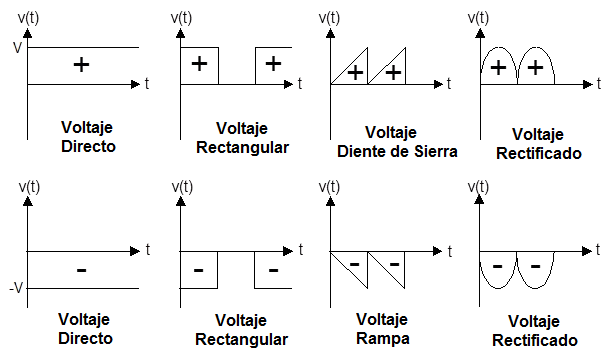 v(t) v(t) v(t) v(t)
V + + + + + + +
t t t t
Voltaje Directo
Voltaje Rectangular
Voltaje Diente de Sierra
Voltaje Rectificado
v(t) v(t) v(t) v(t)
t t t t
- - - - - - -
-V
Voltaje Directo
Voltaje Rectangular
Voltaje Rampa
Voltaje Rectificado